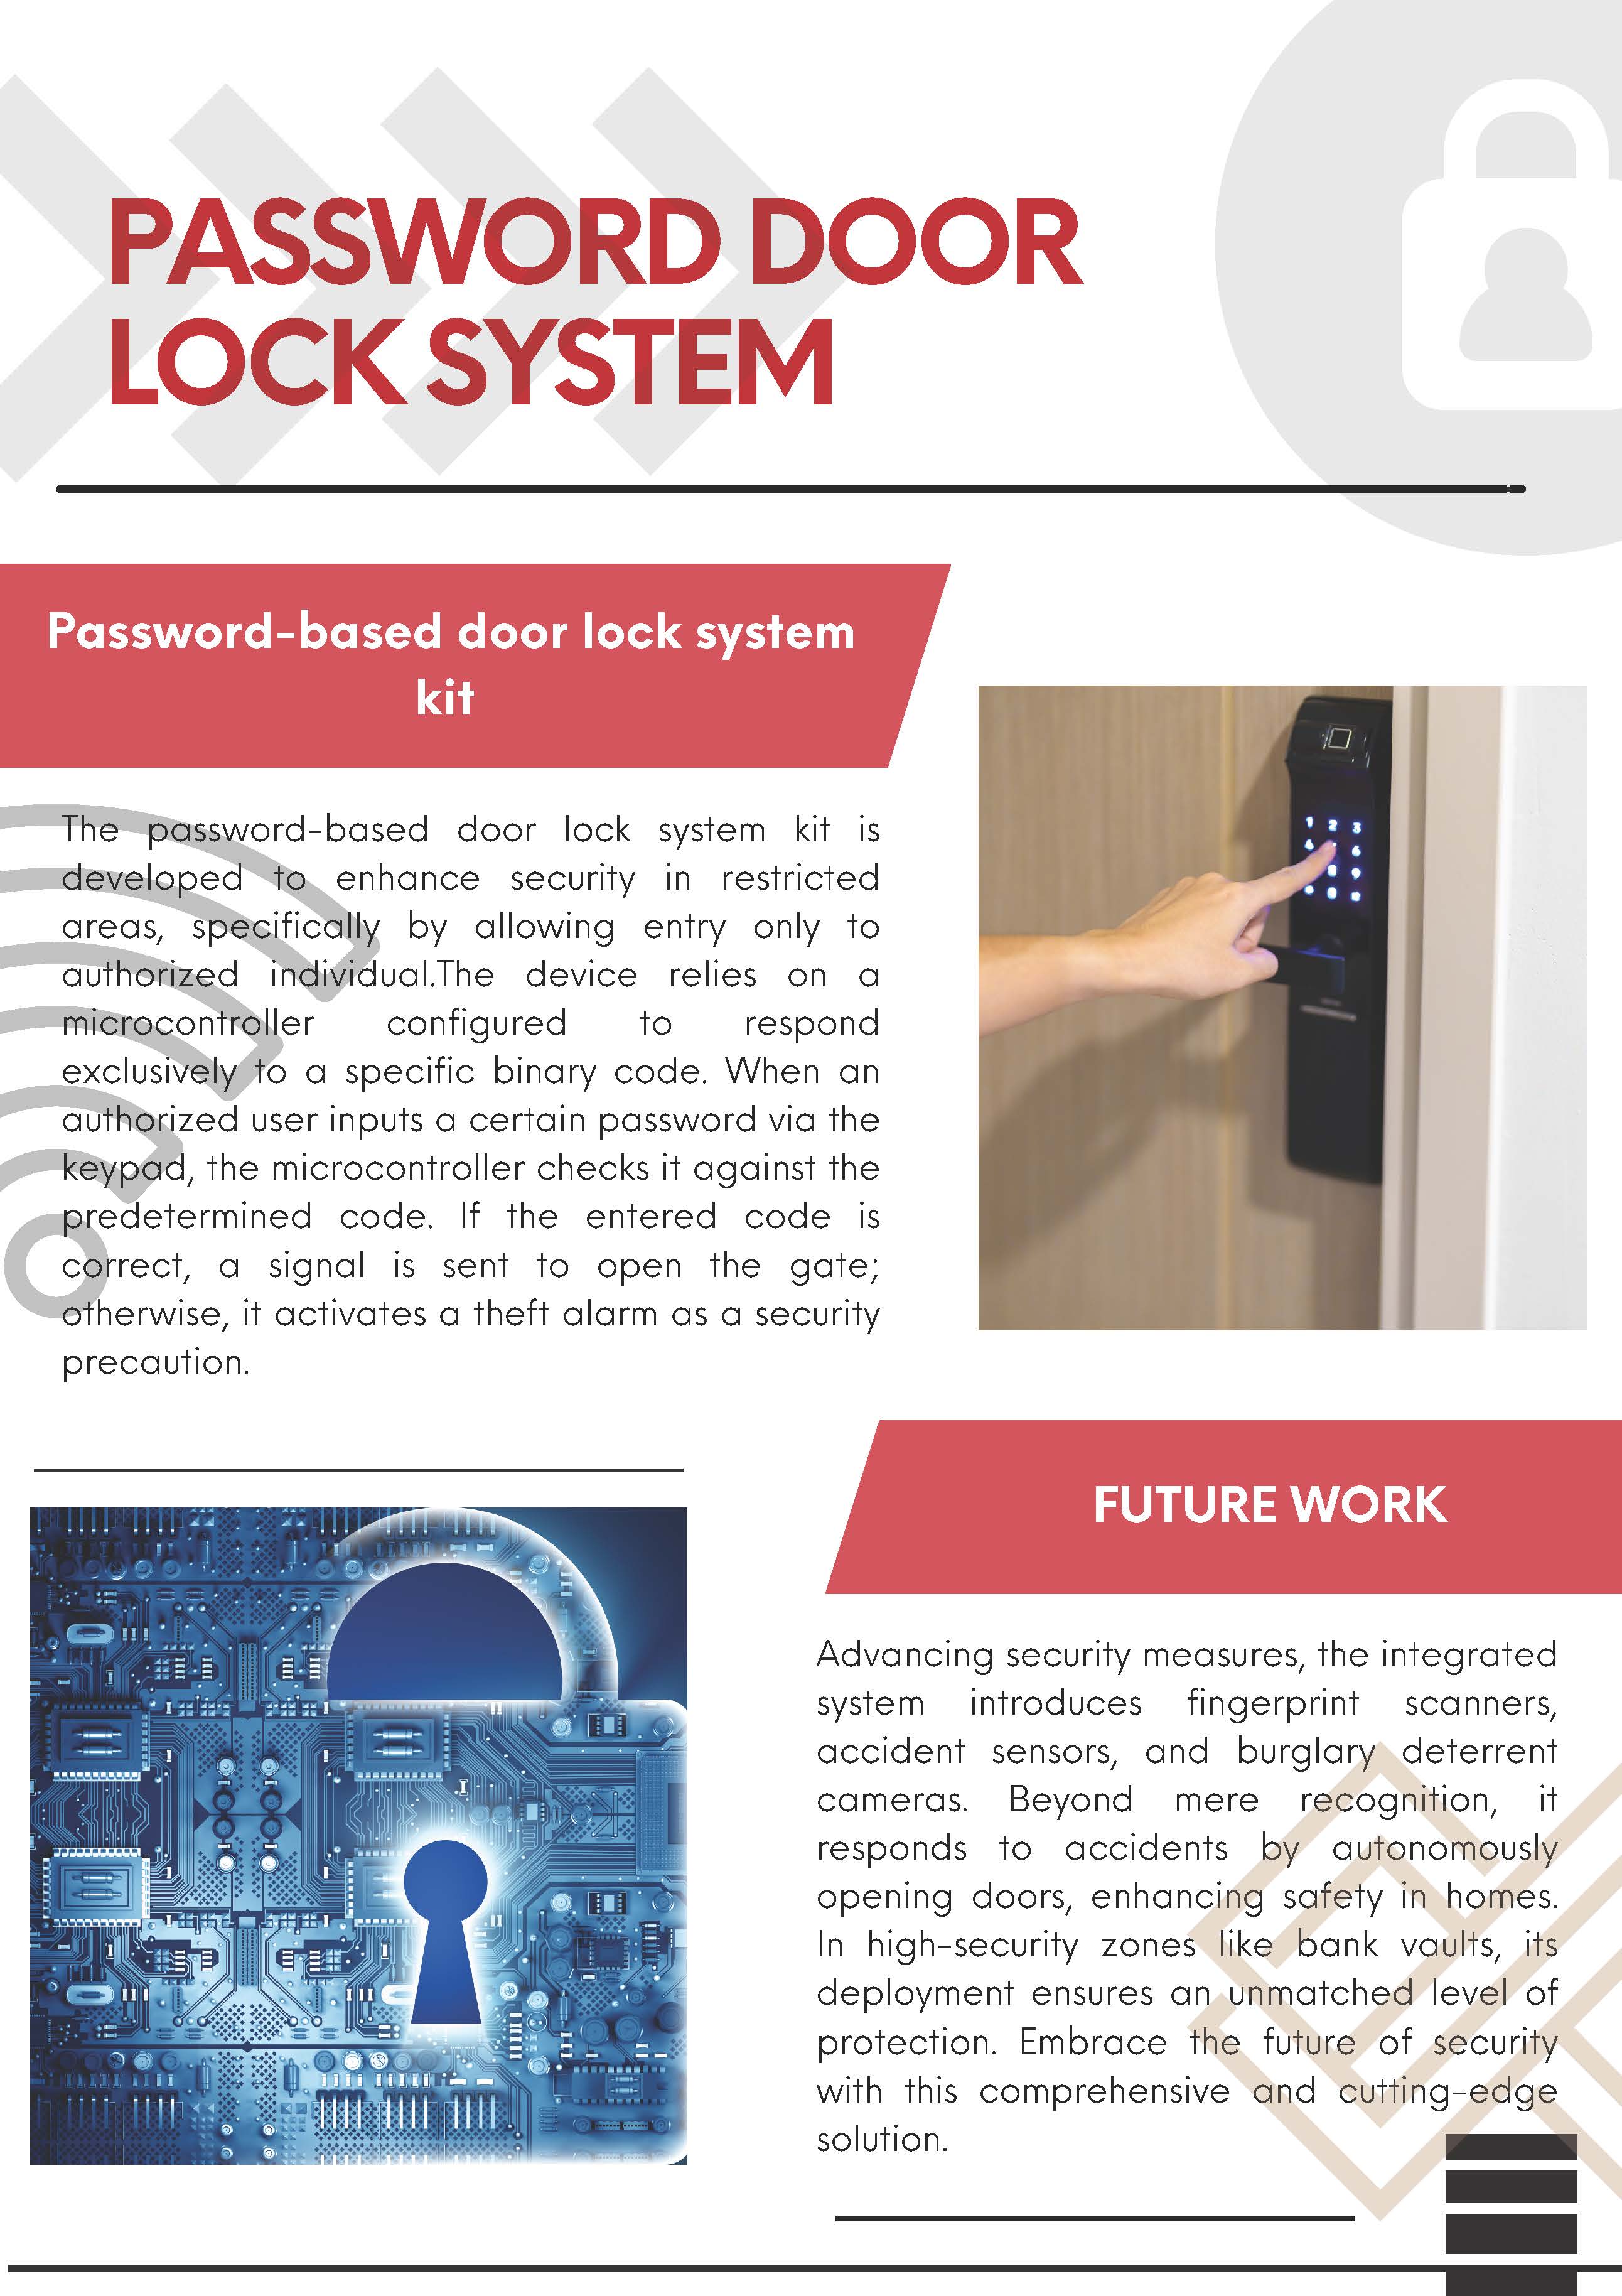 PASSWORD DOOR
LOCK SYSTEM
Password-based door lock system
kit
The password-based door lock system kit is
developed to enhance security in restricted
areas, specifically by allowing entry only to
authorized individual.The device relies on a
microcontroller configured to respond
exclusively to a specific binary code. When an
authorized user inputs a certain password via the
keypad, the microcontroller checks it against the
predetermined code. If the entered code is
correct, a signal is sent to open the gate;
otherwise, it activates a theft alarm as a security
precaution.
1 2 3
4 6
8 9
FUTURE WORK
Advancing security measures, the integrated
system introduces fingerprint scanners,
accident sensors, and burglary deterrent
cameras. Beyond mere recognition, it
responds to accidents by autonomously
opening doors, enhancing safety in homes.
In high-security zones like bank vaults, its
deployment ensures an unmatched level of
protection. Embrace the future of security
with this comprehensive and cutting-edge
solution.